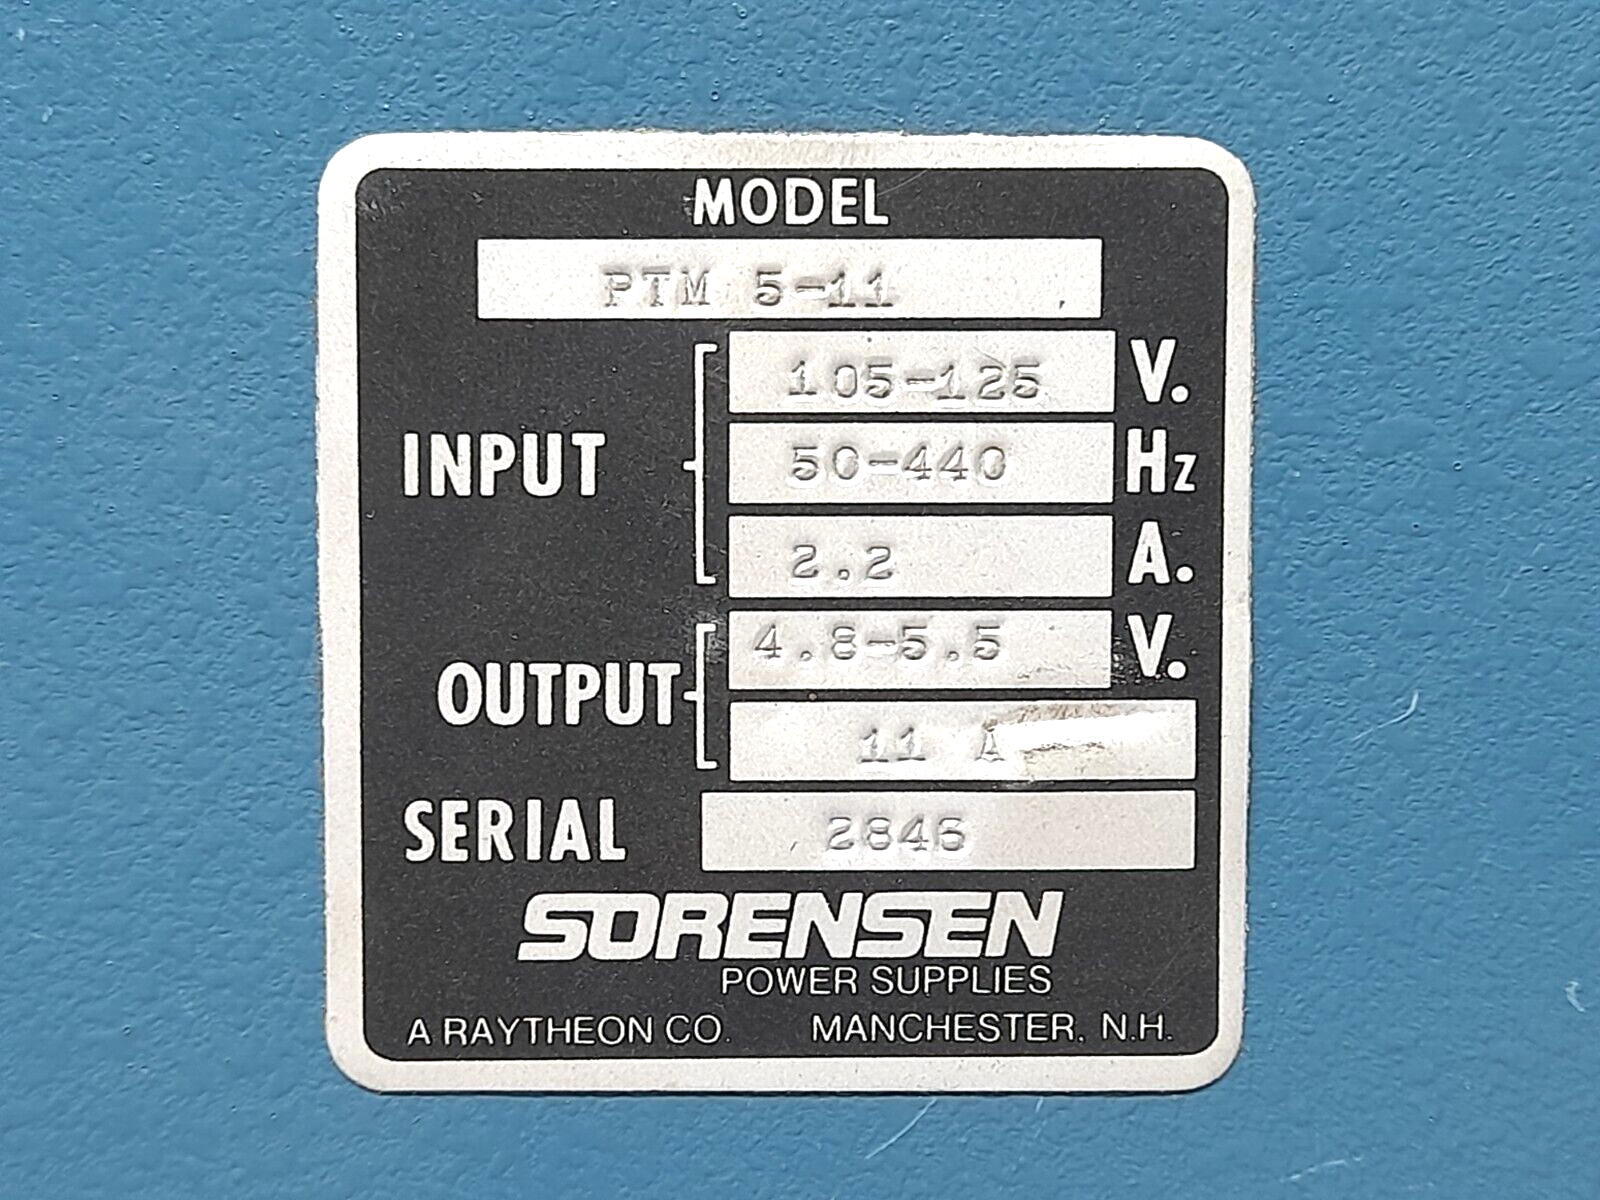 MODEL
PTM 5-11
105-125 V.
INPUT 50-440 Hz
2.2 A.
4.8-5.5 V.
OUTPUT
11 A
SERIAL 2846
SORENSEN
POWER SUPPLIES
A RAYTHEON CO. MANCHESTER, N.H.